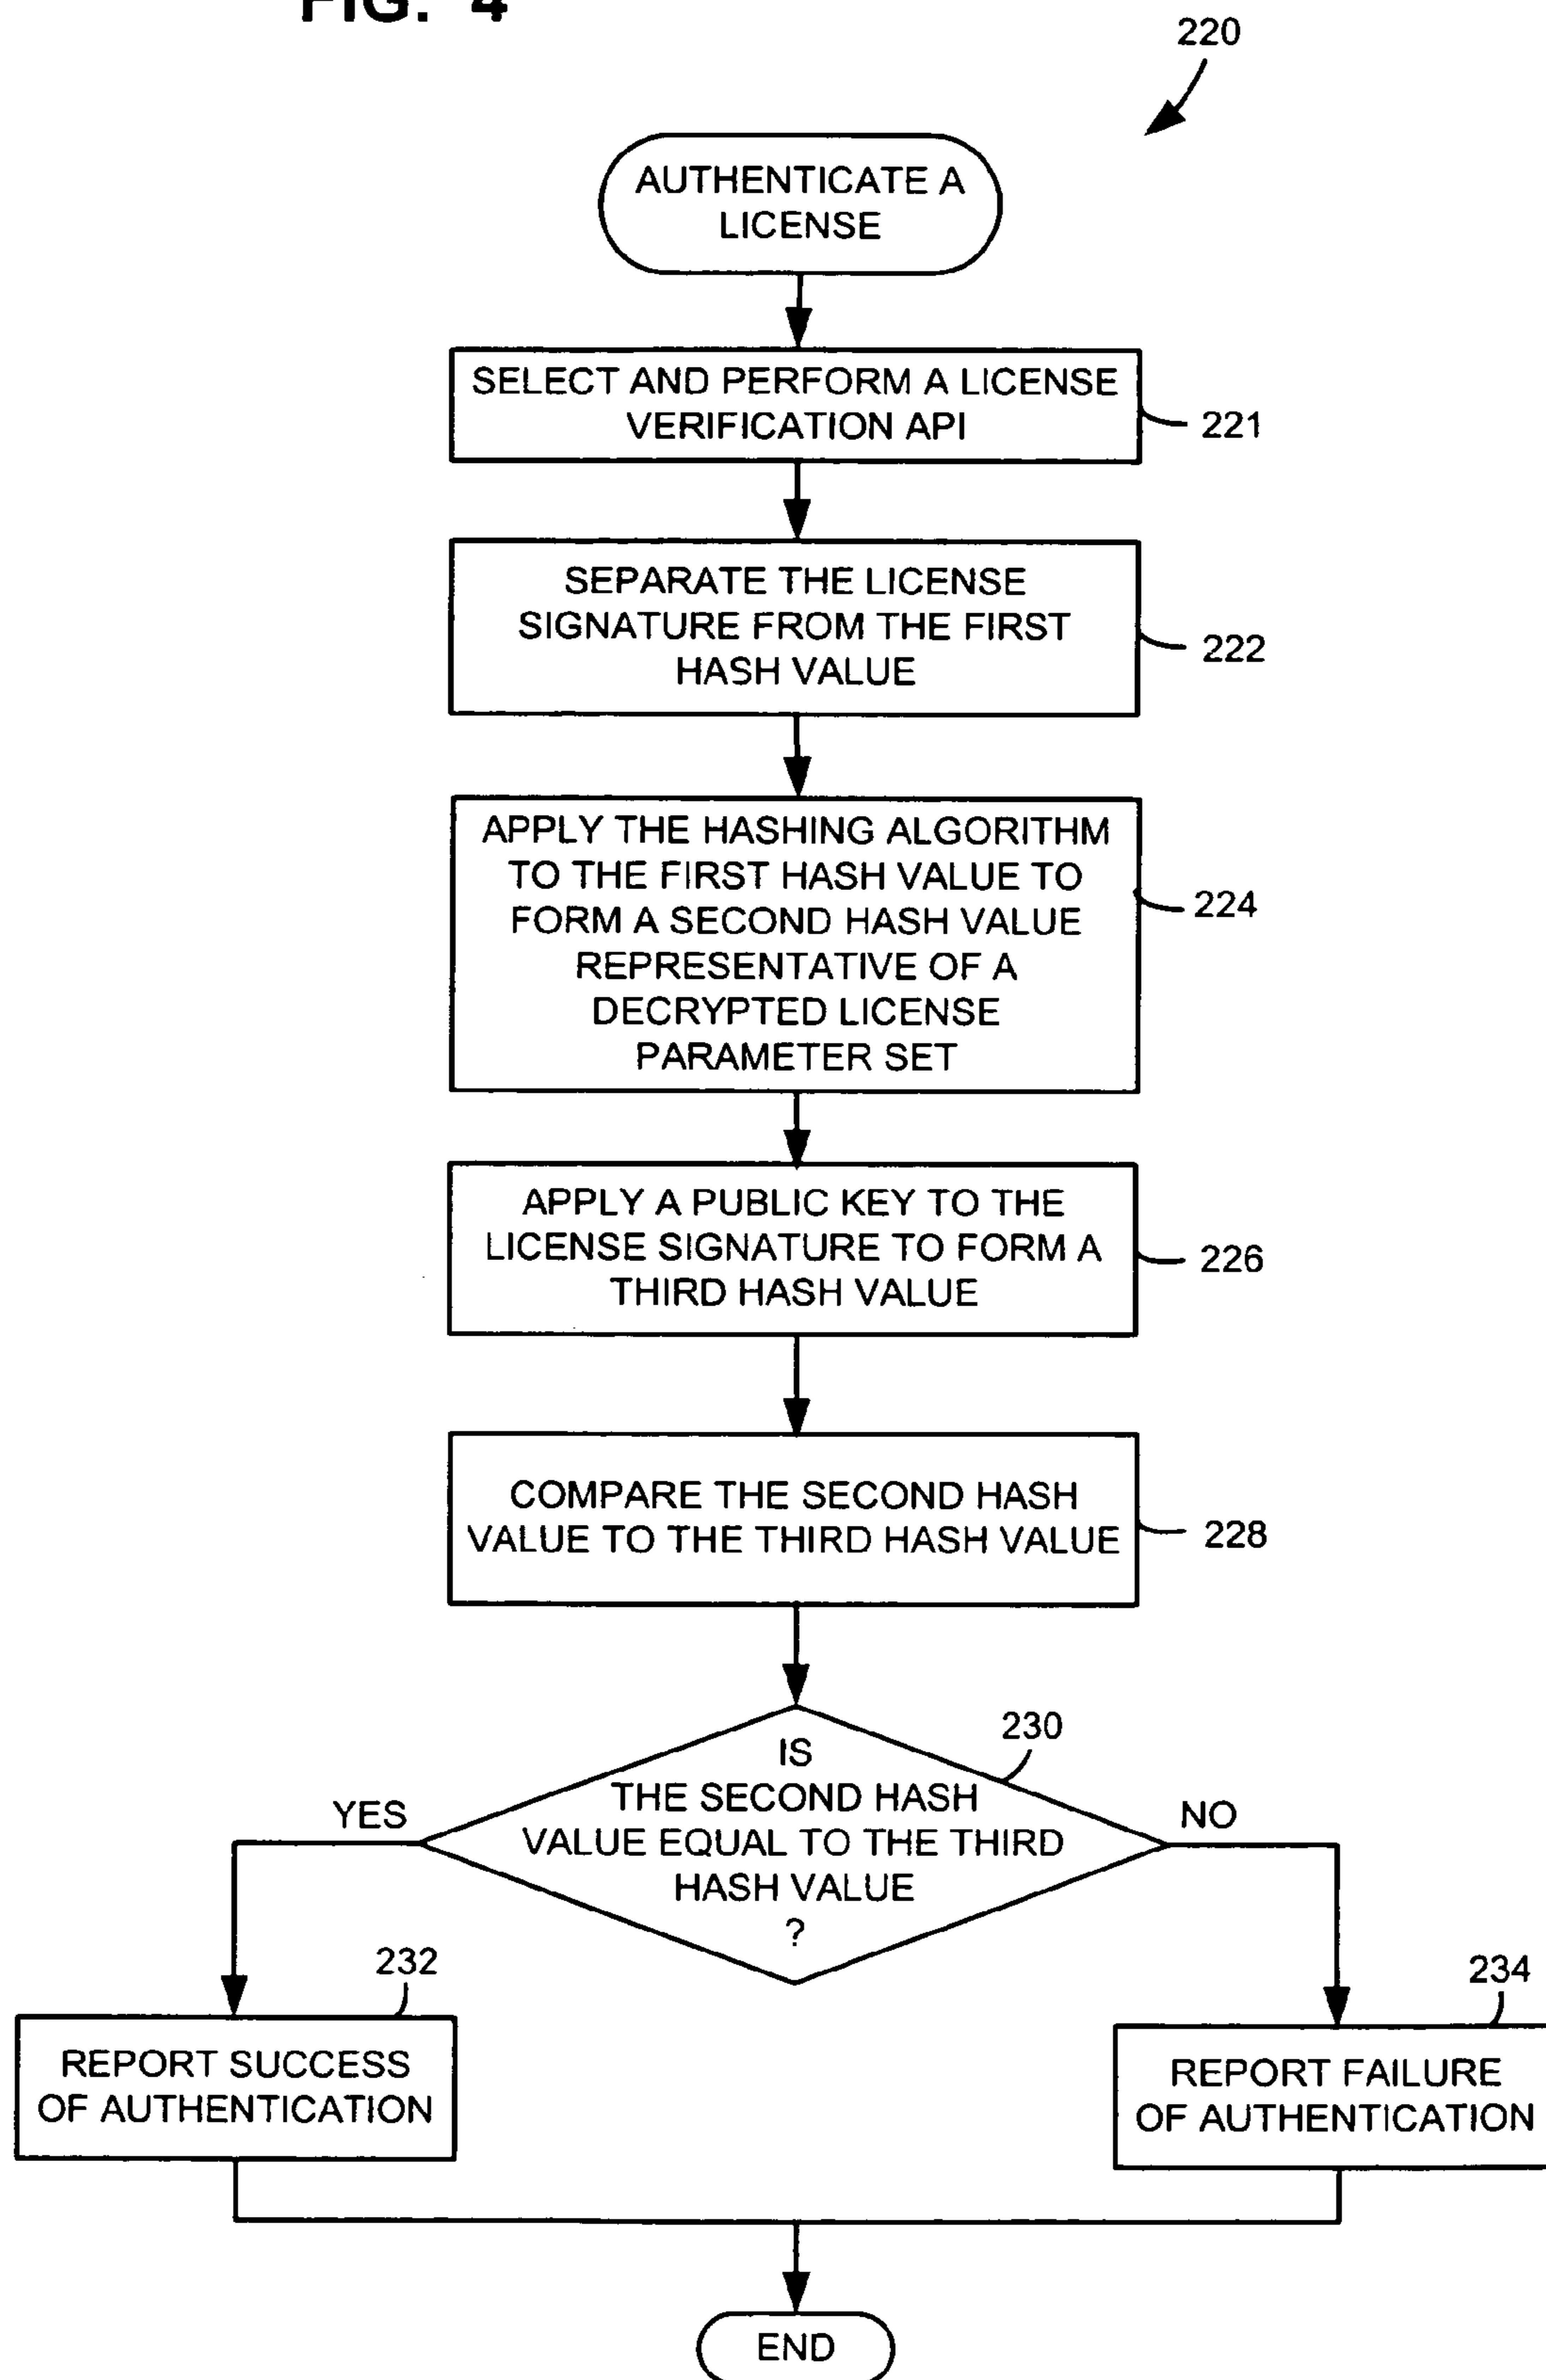 FIG. 4
220
AUTHENTICATE A
LICENSE
SELECT AND PERFORM A LICENSE
VERIFICATION API
221
SEPARATE THE LICENSE
SIGNATURE FROM THE FIRST
HASH VALUE
222
APPLY THE HASHING ALGORITHM
TO THE FIRST HASH VALUE TO
FORM A SECOND HASH VALUE
REPRESENTATIVE OF A
DECRYPTED LICENSE
PARAMETER SET
224
APPLY A PUBLIC KEY TO THE
LICENSE SIGNATURE TO FORM A
THIRD HASH VALUE
226
COMPARE THE SECOND HASH
VALUE TO THE THIRD HASH VALUE
228
230
IS
THE SECOND HASH
VALUE EQUAL TO THE THIRD
HASH VALUE
?
YES
NO
232
REPORT SUCCESS
OF AUTHENTICATION
234
REPORT FAILURE
OF AUTHENTICATION
END